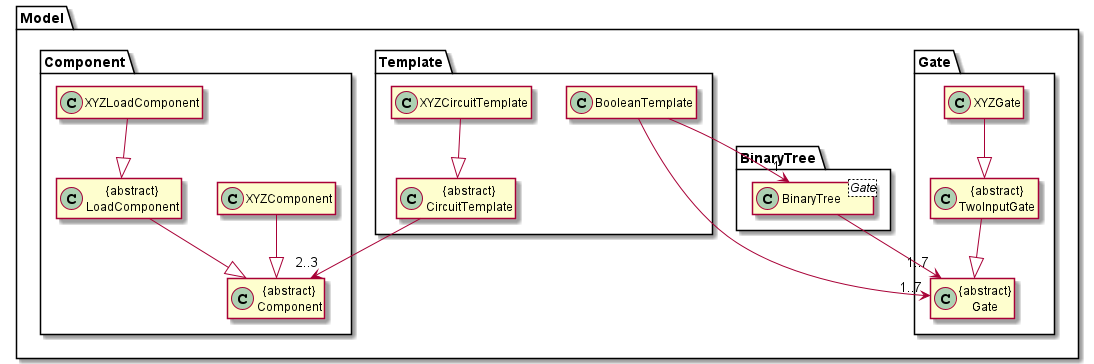 Model
Component
Template
Gate
C XYZLoadComponent
C XYZCircuitTemplate
C BooleanTemplate
C XYZGate
BinaryTree
1
C {abstract}
LoadComponent
C XYZComponent
C {abstract}
CircuitTemplate
C BinaryTree
Gate
C {abstract}
TwoInputGate
2..3
1..7
1..7
C {abstract}
Component
C {abstract}
Gate